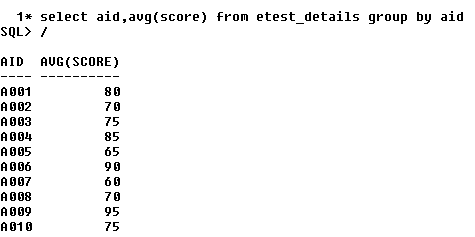 1* select aid,avg(score) from etest_details group by aid
SQL> /
AID AVG(SCORE)
---- ----------
A001 80
A002 70
A003 75
A004 85
A005 65
A006 90
A007 60
A008 70
A009 95
A010 75